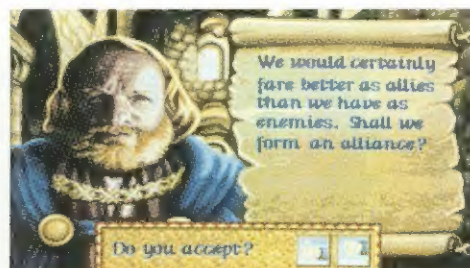 We would certainly
fare better as allies
than we have as
enemies. Shall we
form an alliance?
Do you accept?